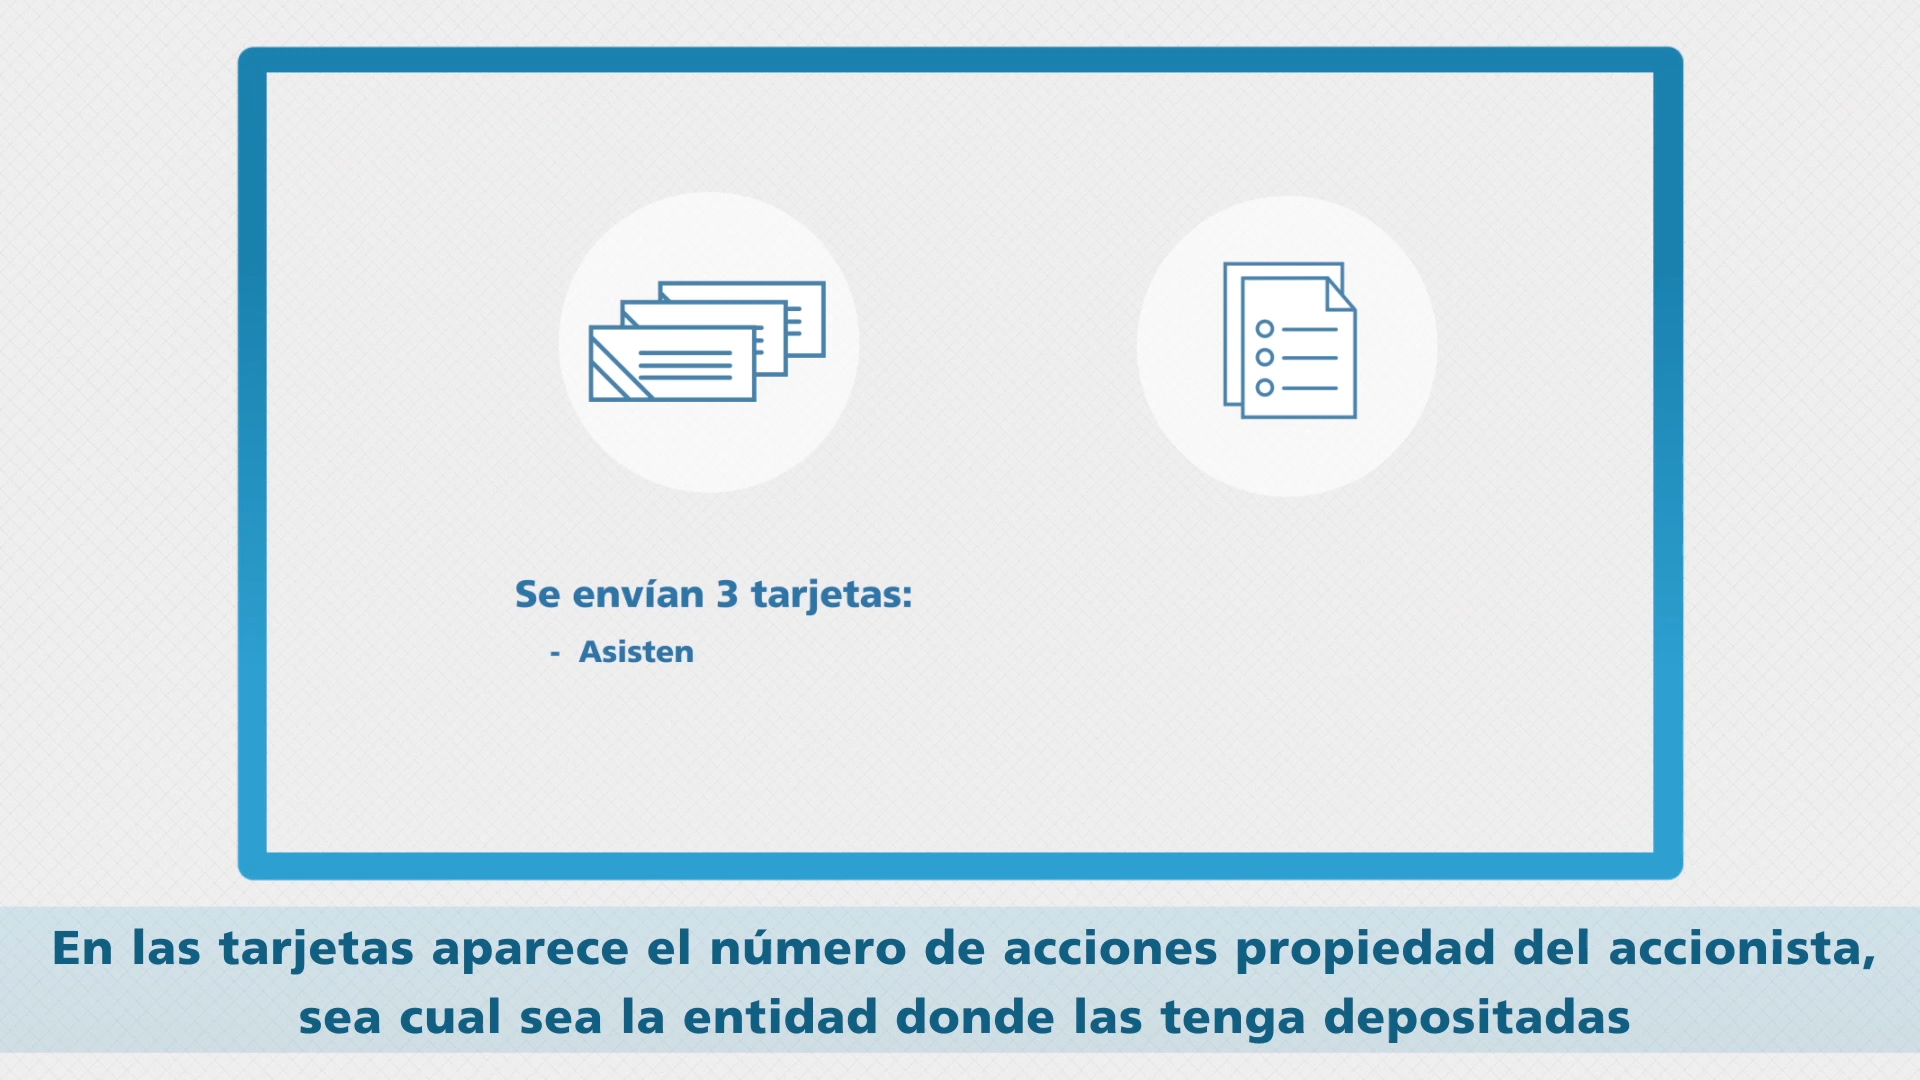 Se envían 3 tarjetas:
- Asisten
En las tarjetas aparece el número de acciones propiedad del accionista,
sea cual sea la entidad donde las tenga depositadas